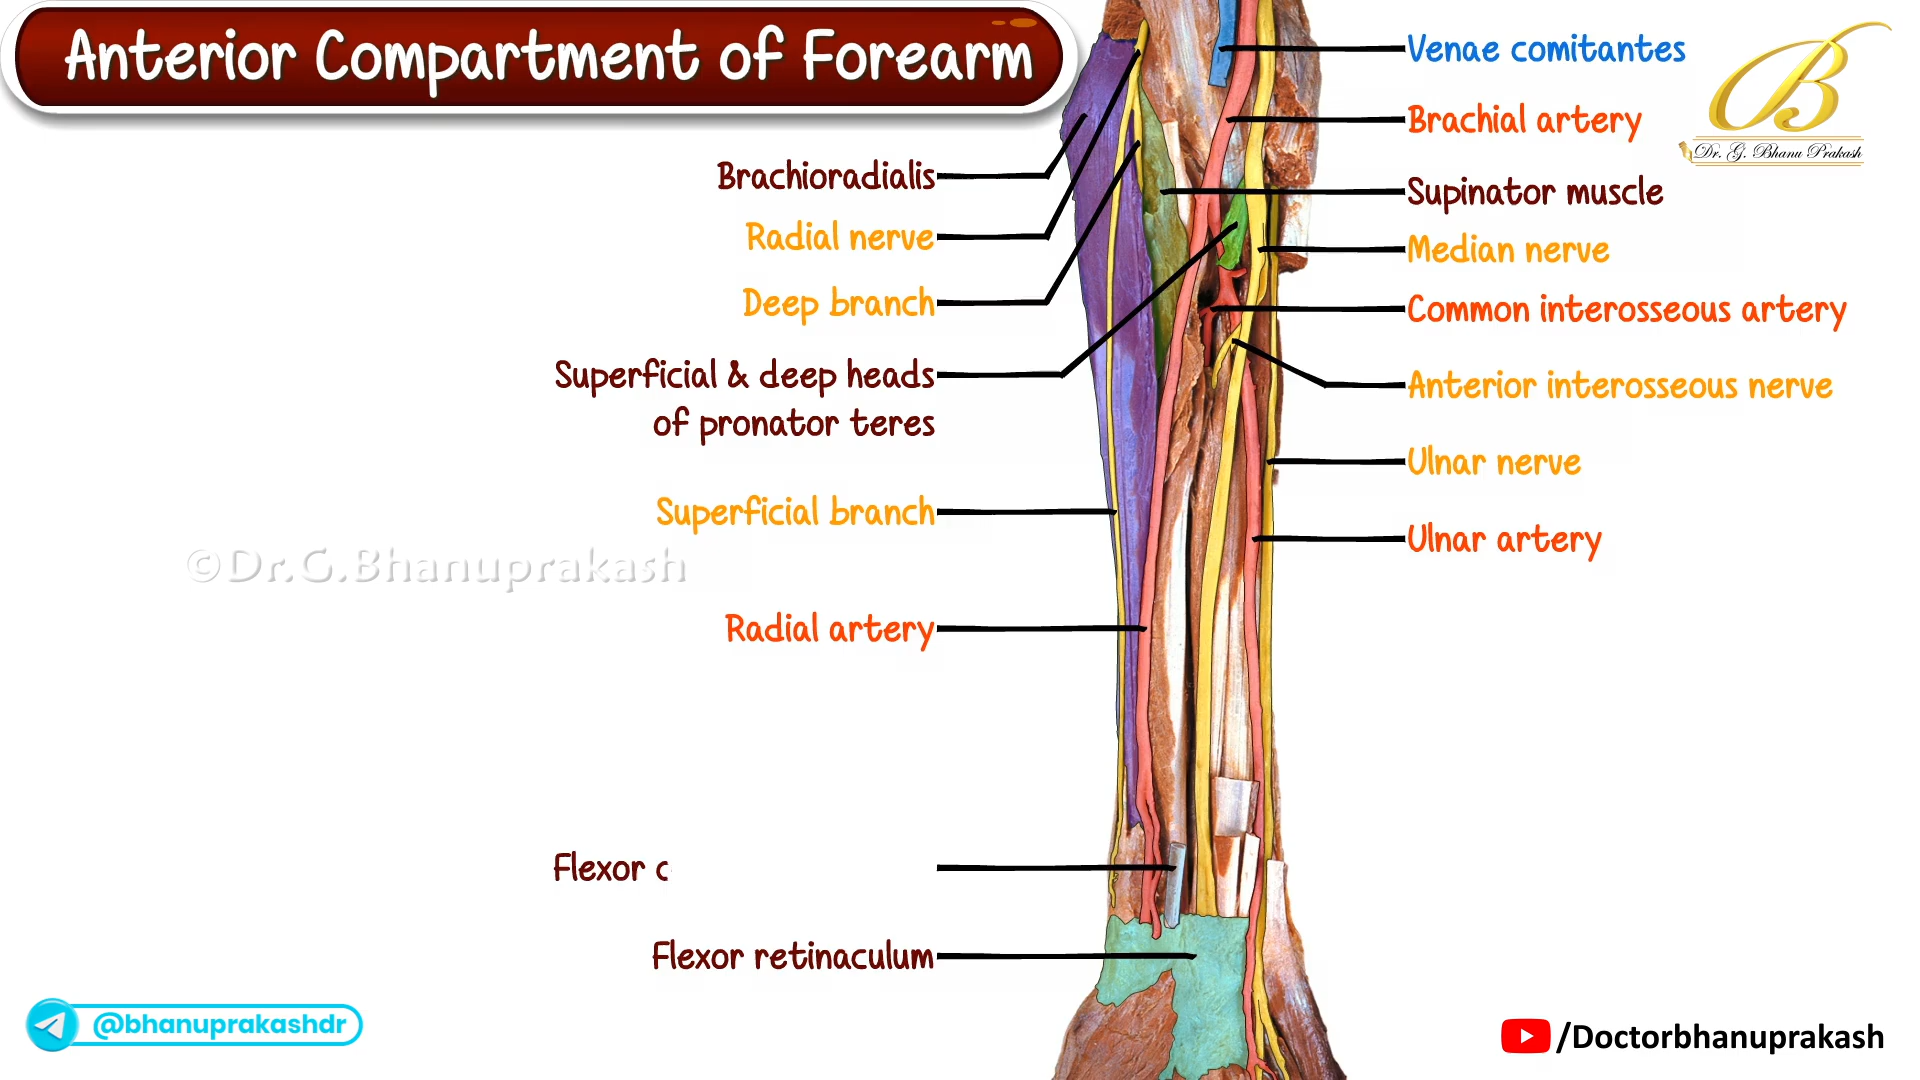 Anterior Compartment of Forearm
Dr. G. Bhanu Prakash
Brachioradialis
Radial nerve
Deep branch
Superficial & deep heads
of pronator teres
Superficial branch
Radial artery
Flexor c
Flexor retinaculum
Venae comitantes
Brachial artery
Supinator muscle
Median nerve
Common interosseous artery
Anterior interosseous nerve
Ulnar nerve
Ulnar artery
©Dr.G.Bhanuprakash
@bhanuprakashdr
/Doctorbhanuprakash